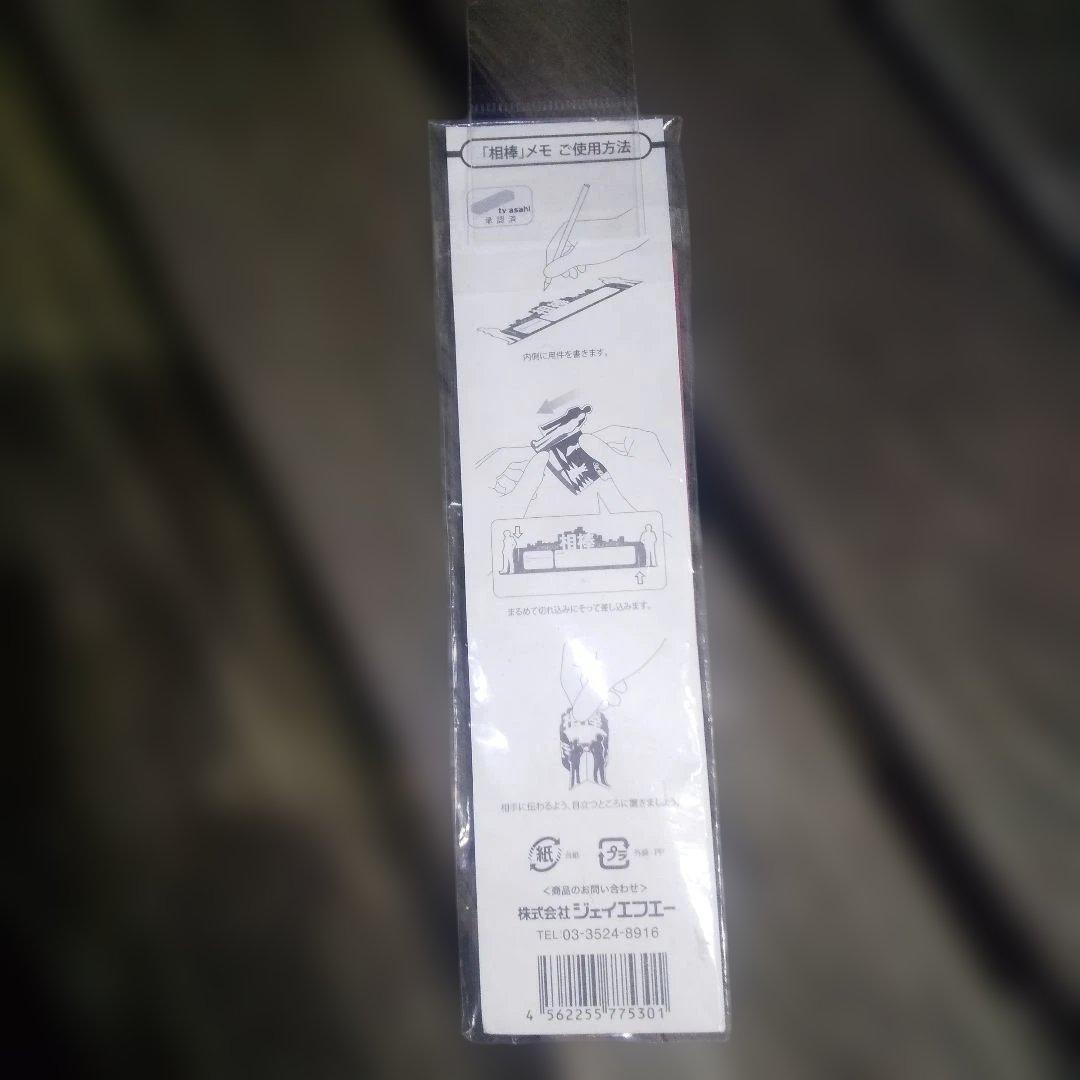 「相棒」メモ ご使用方法
tv asahi
承認済
内側に用件を書きます。
相棒
まるめて切れ込みにそって差し込みます。
相手に伝わるよう、目立つところに置きましょう。
紙 台紙
プラ 外袋:PP
<商品のお問い合わせ>
株式会社 ジェイエフエー
TEL 03-3524-8916
4 562255 775301